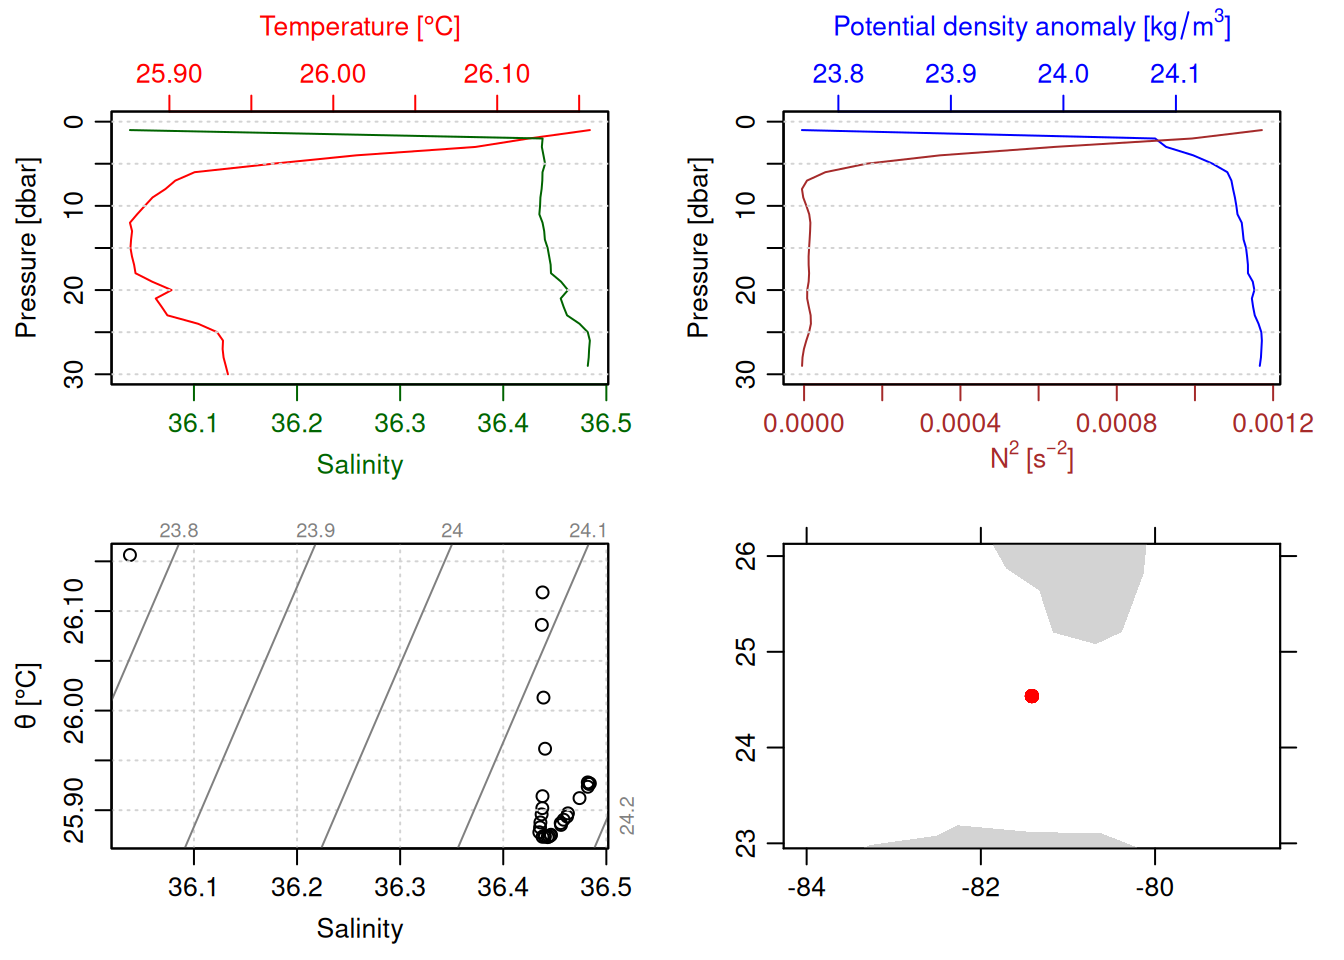 Temperature [°C]
25.90 26.00 26.10
Pressure [dbar]
0
10
20
30
36.1 36.2 36.3 36.4 36.5
Salinity
Potential density anomaly [kg/m³]
23.8 23.9 24.0 24.1
Pressure [dbar]
0
10
20
30
0.0000 0.0004 0.0008 0.0012
N² [s⁻²]
23.8 23.9 24 24.1
24.2
θ [°C]
26.10
26.00
25.90
36.1 36.2 36.3 36.4 36.5
Salinity
26
25
24
23
-84 -82 -80